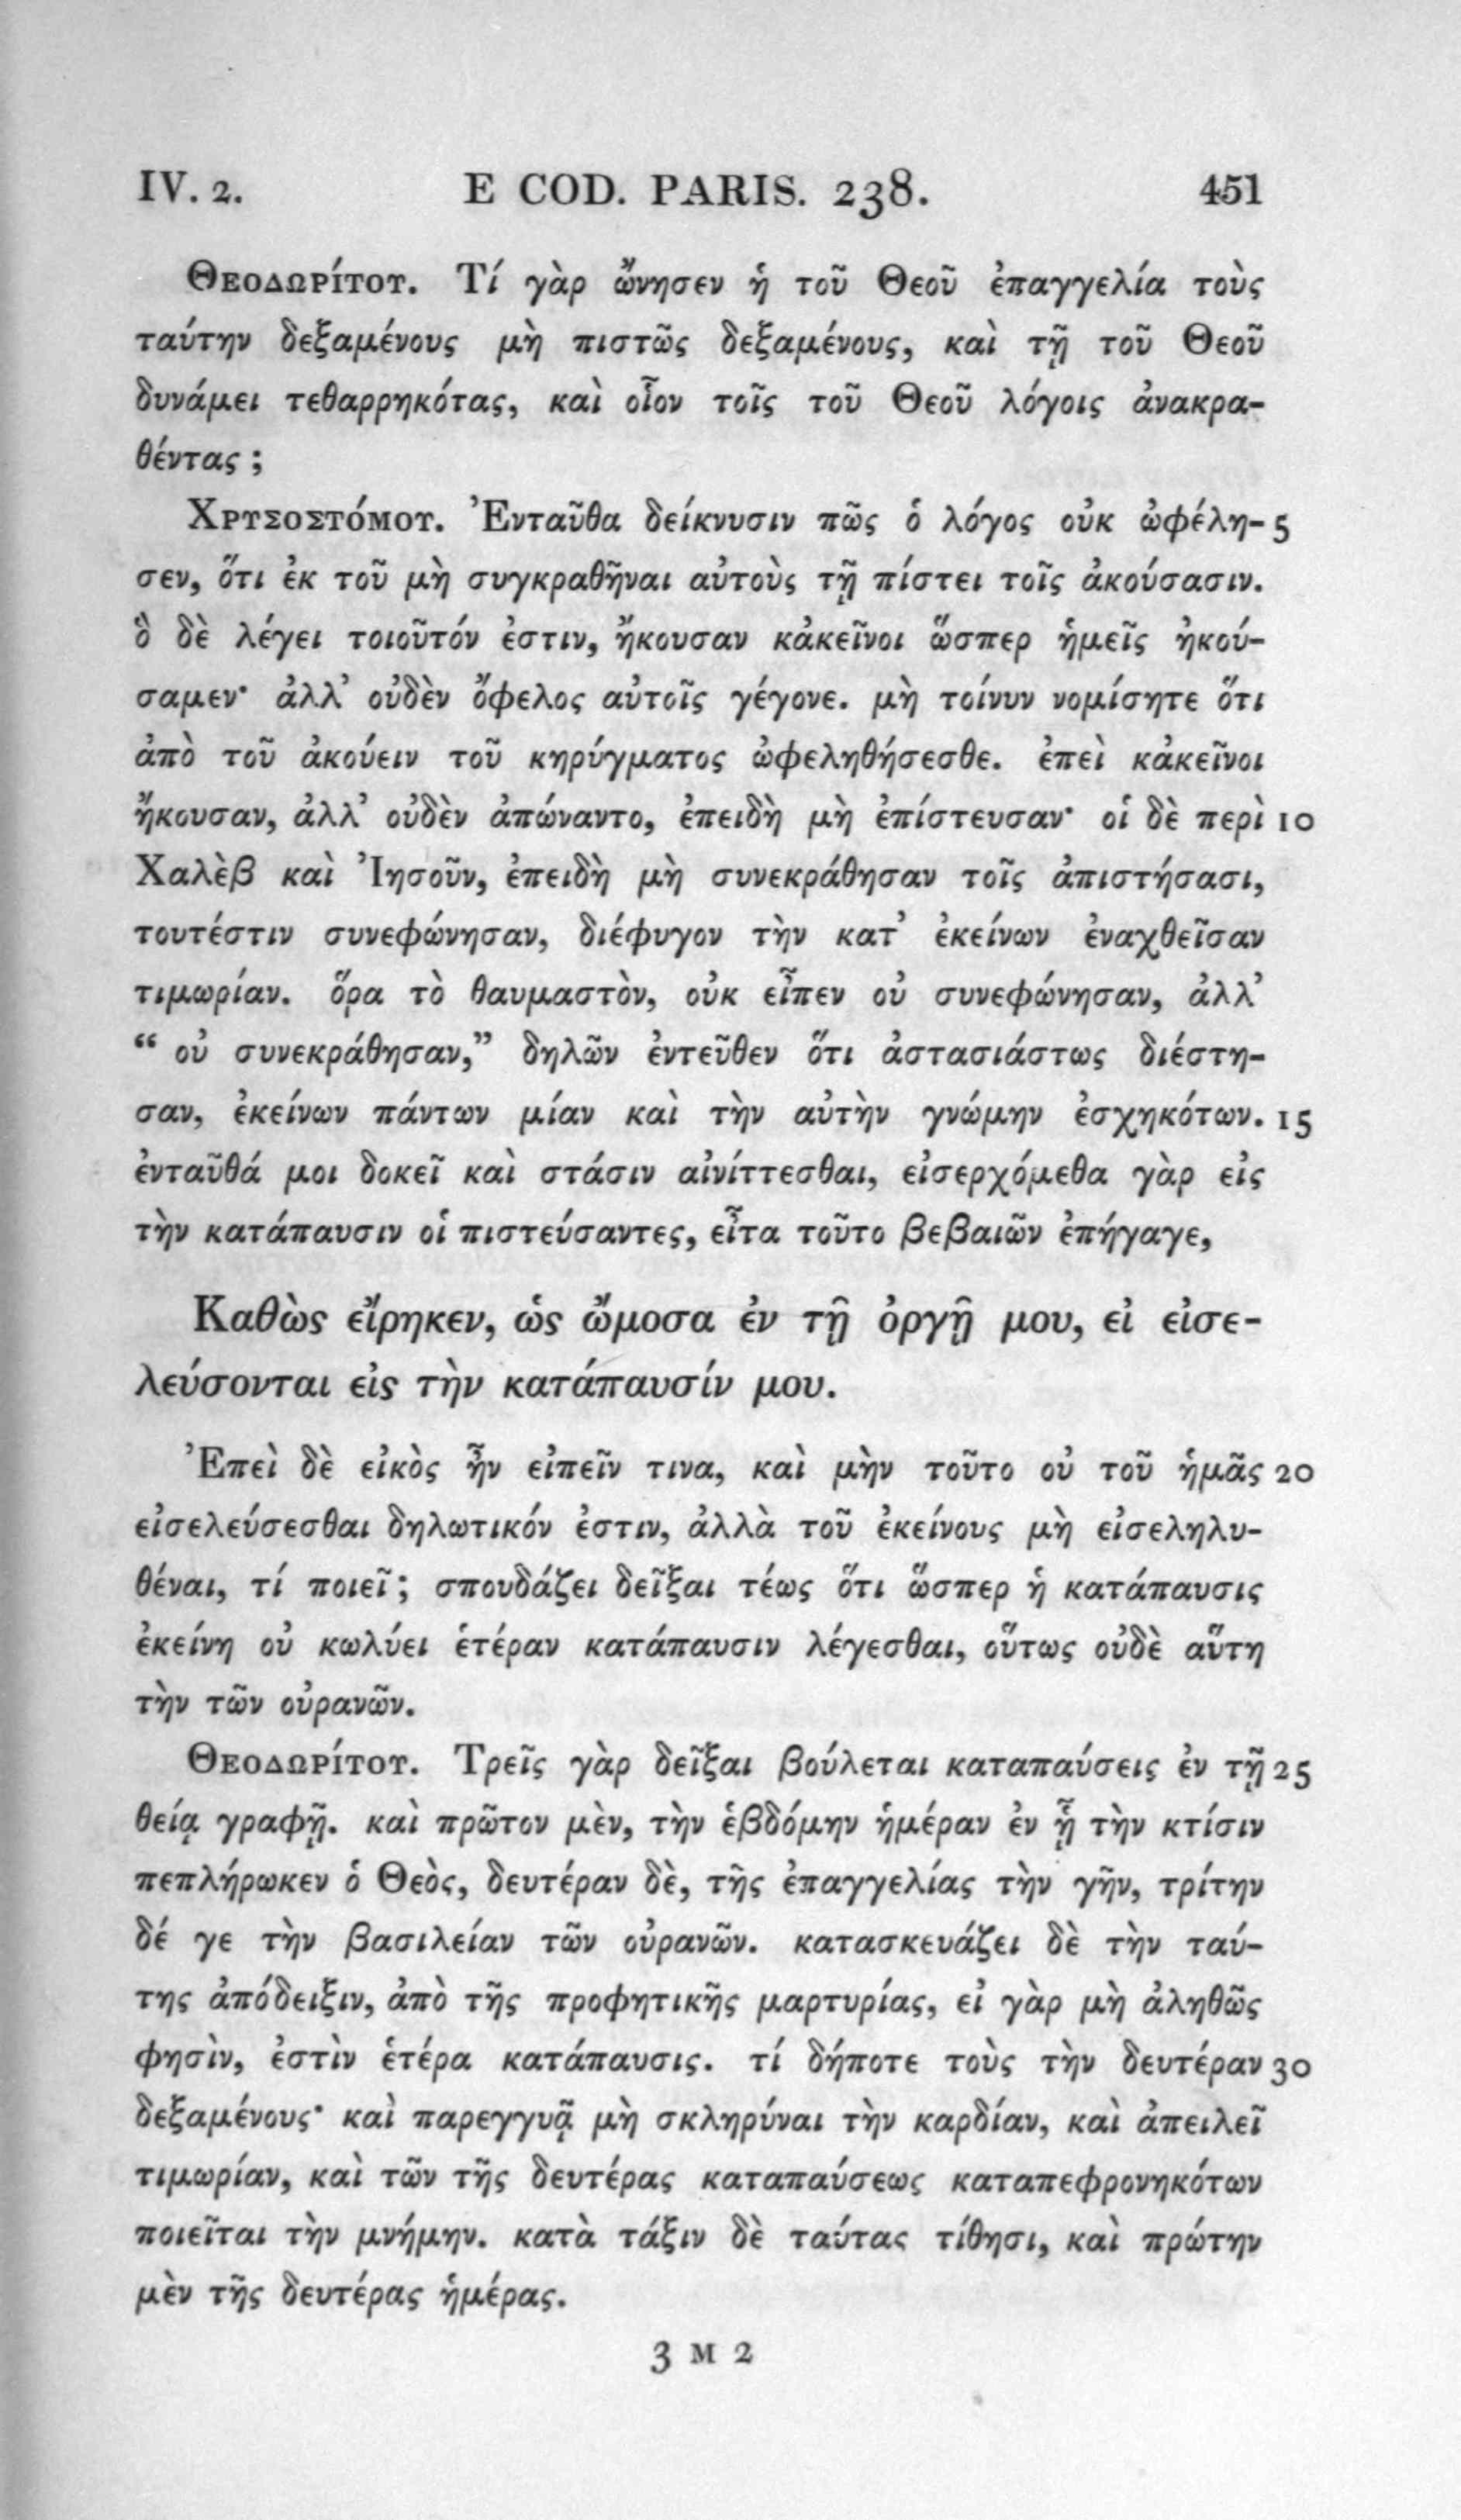 IV. 2. E COD. PARIS. 238. 451
Θεοδωρίτου. Τί γὰρ ὤνησεν ἡ τοῦ Θεοῦ ἐπαγγελία τοὺς
ταύτην δεξαμένους μὴ πιστῶς δεξαμένους, καὶ τῇ τοῦ Θεοῦ
δυνάμει τεθαρρηκότας, καὶ οἷον τοῖς τοῦ Θεοῦ λόγοις ἀνακρα-
θέντας ;
Χρυσοστόμου. Ἐνταῦθα δείκνυσιν πῶς ὁ λόγος οὐκ ὠφέλη- 5
σεν, ὅτι ἐκ τοῦ μὴ συγκραθῆναι αὐτοὺς τῇ πίστει τοῖς ἀκούσασιν.
ὃ δὲ λέγει τοιοῦτόν ἐστιν, ἤκουσαν κἀκεῖνοι ὥσπερ ἡμεῖς ἠκού-
σαμεν· ἀλλ’ οὐδὲν ὄφελος αὐτοῖς γέγονε. μὴ τοίνυν νομίσητε ὅτι
ἀπὸ τοῦ ἀκούειν τοῦ κηρύγματος ὠφεληθήσεσθε. ἐπεὶ κἀκεῖνοι
ἤκουσαν, ἀλλ’ οὐδὲν ἀπώναντο, ἐπειδὴ μὴ ἐπίστευσαν· οἱ δὲ περὶ 10
Χαλὲβ καὶ Ἰησοῦν, ἐπειδὴ μὴ συνεκράθησαν τοῖς ἀπιστήσασι,
τουτέστιν συνεφώνησαν, διέφυγον τὴν κατ’ ἐκείνων ἐναχθεῖσαν
τιμωρίαν. ὅρα τὸ θαυμαστὸν, οὐκ εἶπεν οὐ συνεφώνησαν, ἀλλ’
“ οὐ συνεκράθησαν,” δηλῶν ἐντεῦθεν ὅτι ἀστασιάστως διέστη-
σαν, ἐκείνων πάντων μίαν καὶ τὴν αὐτὴν γνώμην ἐσχηκότων. 15
ἐνταῦθά μοι δοκεῖ καὶ στάσιν αἰνίττεσθαι, εἰσερχόμεθα γὰρ εἰς
τὴν κατάπαυσιν οἱ πιστεύσαντες, εἶτα τοῦτο βεβαιῶν ἐπήγαγε,
Καθὼς εἴρηκεν, ὡς ὤμοσα ἐν τῇ ὀργῇ μου, εἰ εἰσε-
λεύσονται εἰς τὴν κατάπαυσίν μου.
Ἐπεὶ δὲ εἰκὸς ἦν εἰπεῖν τινα, καὶ μὴν τοῦτο οὐ τοῦ ἡμᾶς 20
εἰσελεύσεσθαι δηλωτικόν ἐστιν, ἀλλὰ τοῦ ἐκείνους μὴ εἰσεληλυ-
θέναι, τί ποιεῖ ; σπουδάζει δεῖξαι τέως ὅτι ὥσπερ ἡ κατάπαυσις
ἐκείνη οὐ κωλύει ἑτέραν κατάπαυσιν λέγεσθαι, οὕτως οὐδὲ αὕτη
τὴν τῶν οὐρανῶν.
Θεοδωρίτου. Τρεῖς γὰρ δεῖξαι βούλεται καταπαύσεις ἐν τῇ 25
θείᾳ γραφῇ. καὶ πρῶτον μὲν, τὴν ἑβδόμην ἡμέραν ἐν ᾗ τὴν κτίσιν
πεπλήρωκεν ὁ Θεὸς, δευτέραν δὲ, τῆς ἐπαγγελίας τὴν γῆν, τρίτην
δέ γε τὴν βασιλείαν τῶν οὐρανῶν. κατασκευάζει δὲ τὴν ταύ-
της ἀπόδειξιν, ἀπὸ τῆς προφητικῆς μαρτυρίας, εἰ γὰρ μὴ ἀληθῶς
φησὶν, ἐστὶν ἑτέρα κατάπαυσις. τί δήποτε τοὺς τὴν δευτέραν 30
δεξαμένους· καὶ παρεγγυᾷ μὴ σκληρύναι τὴν καρδίαν, καὶ ἀπειλεῖ
τιμωρίαν, καὶ τῶν τῆς δευτέρας καταπαύσεως καταπεφρονηκότων
ποιεῖται τὴν μνήμην. κατὰ τάξιν δὲ ταύτας τίθησι, καὶ πρώτην
μὲν τῆς δευτέρας ἡμέρας.
3 M 2